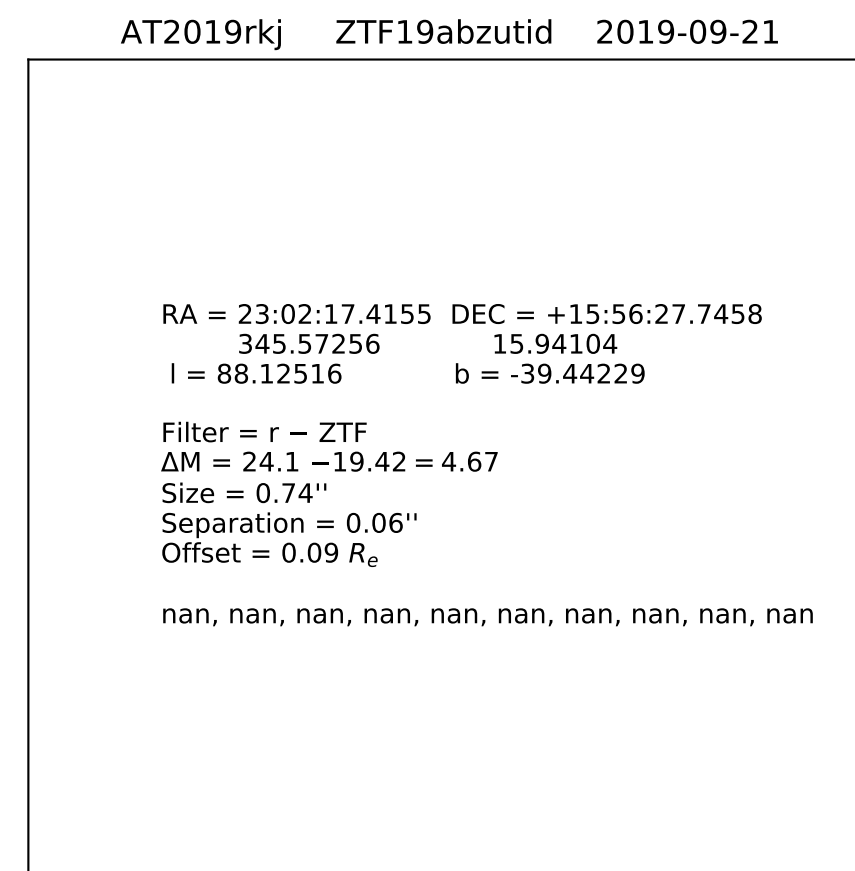 AT2019rkj ZTF19abzutid 2019-09-21
RA = 23:02:17.4155 DEC = +15:56:27.7458
345.57256 15.94104
l = 88.12516 b = -39.44229
Filter = r − ZTF
ΔM = 24.1 −19.42 = 4.67
Size = 0.74''
Separation = 0.06''
Offset = 0.09 Rₑ
nan, nan, nan, nan, nan, nan, nan, nan, nan, nan